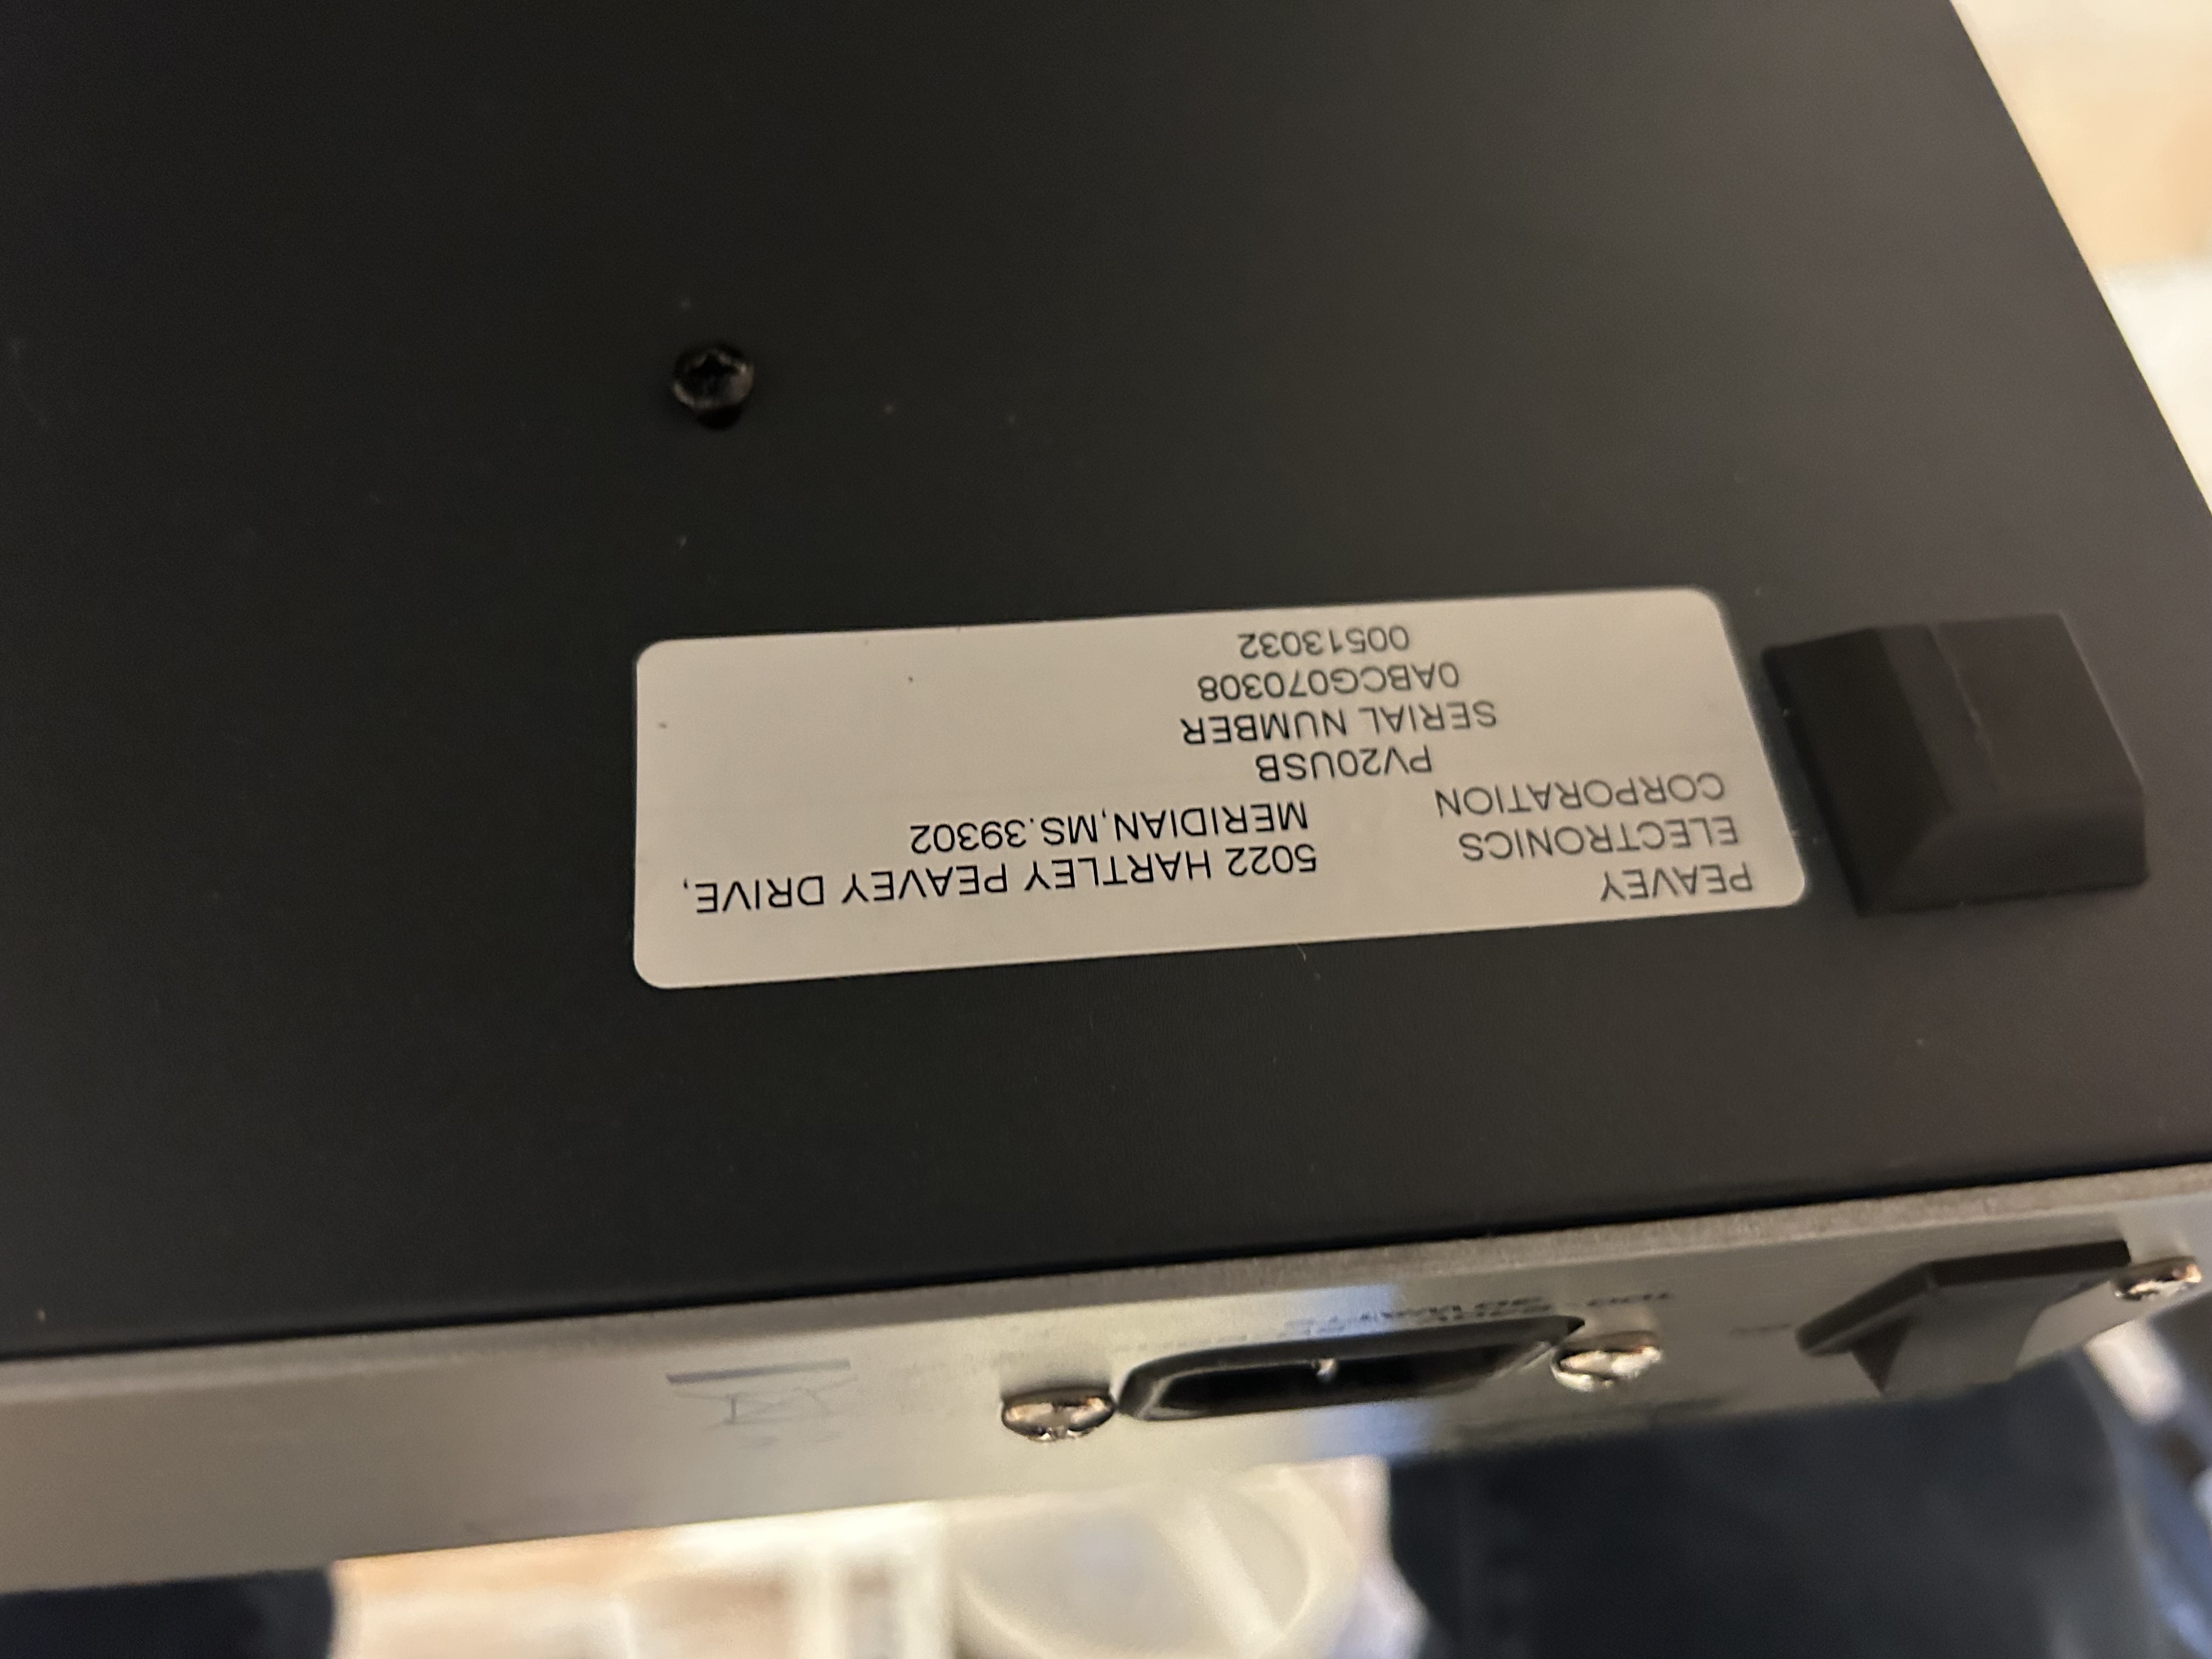 PEAVEY
ELECTRONICS
CORPORATION
5022 HARTLEY PEAVEY DRIVE,
MERIDIAN,MS.39302
PV20USB
SERIAL NUMBER
0ABCG070308
00513032